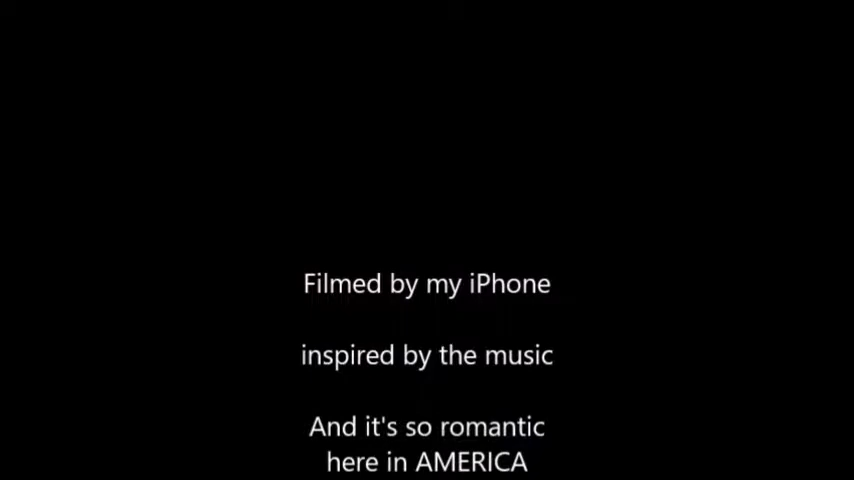 Filmed by my iPhone
inspired by the music
And it's so romantic
here in AMERICA